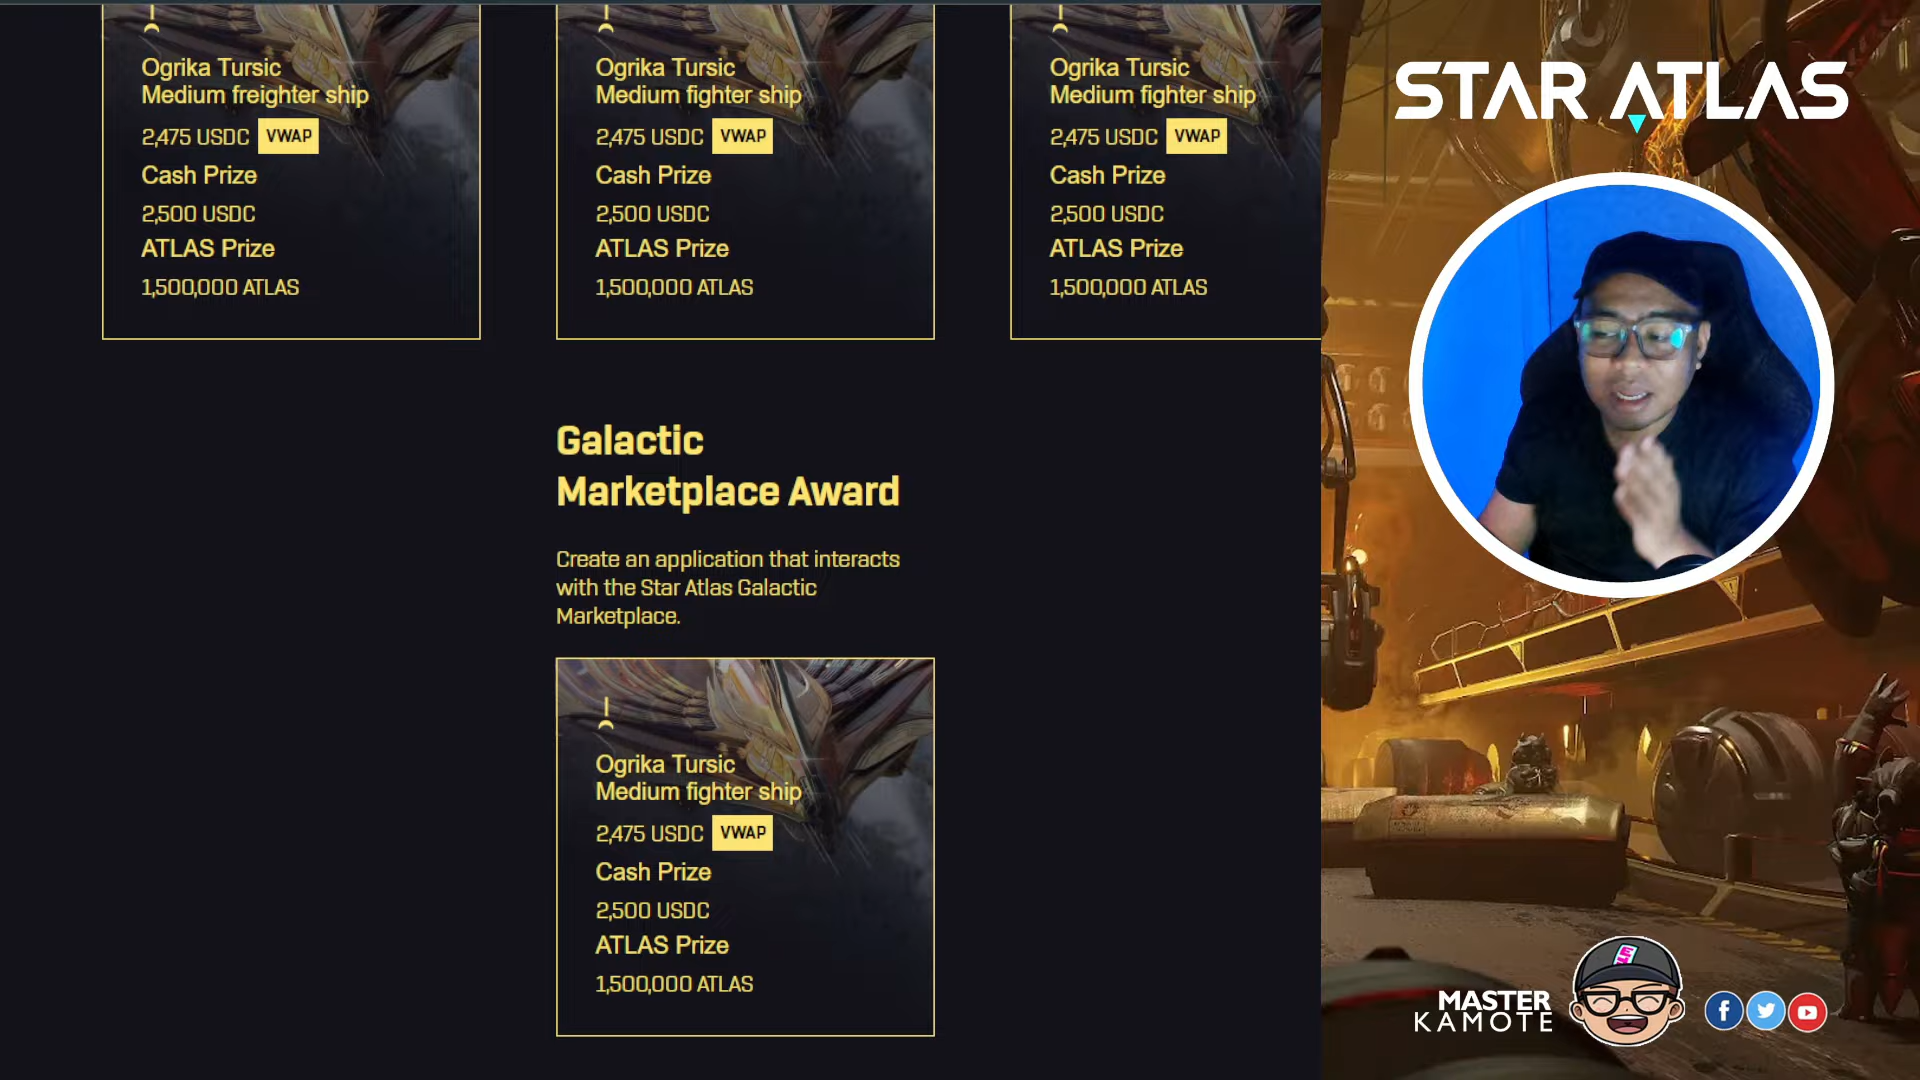 Ogrika Tursic
Medium freighter ship
2,475 USDC VWAP
Cash Prize
2,500 USDC
ATLAS Prize
1,500,000 ATLAS
Ogrika Tursic
Medium fighter ship
2,475 USDC VWAP
Cash Prize
2,500 USDC
ATLAS Prize
1,500,000 ATLAS
Ogrika Tursic
Medium fighter ship
2,475 USDC VWAP
Cash Prize
2,500 USDC
ATLAS Prize
1,500,000 ATLAS
Galactic
Marketplace Award
Create an application that interacts
with the Star Atlas Galactic
Marketplace.
Ogrika Tursic
Medium fighter ship
2,475 USDC VWAP
Cash Prize
2,500 USDC
ATLAS Prize
1,500,000 ATLAS
STAR ATLAS
MASTER
KAMOTE